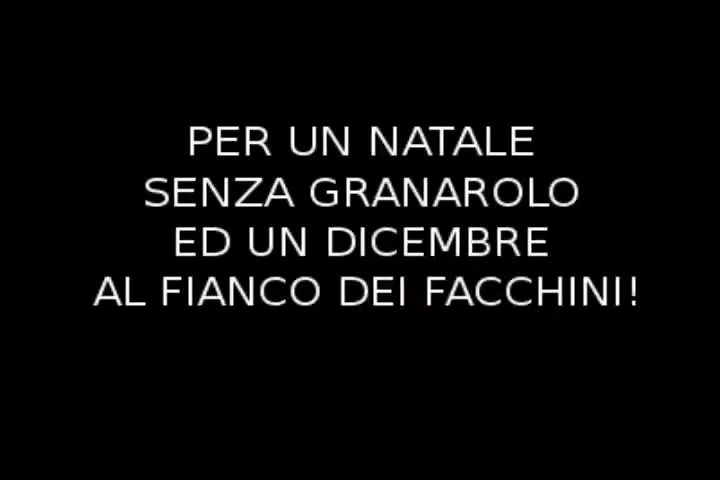 PER UN NATALE
SENZA GRANAROLO
ED UN DICEMBRE
AL FIANCO DEI FACCHINI!